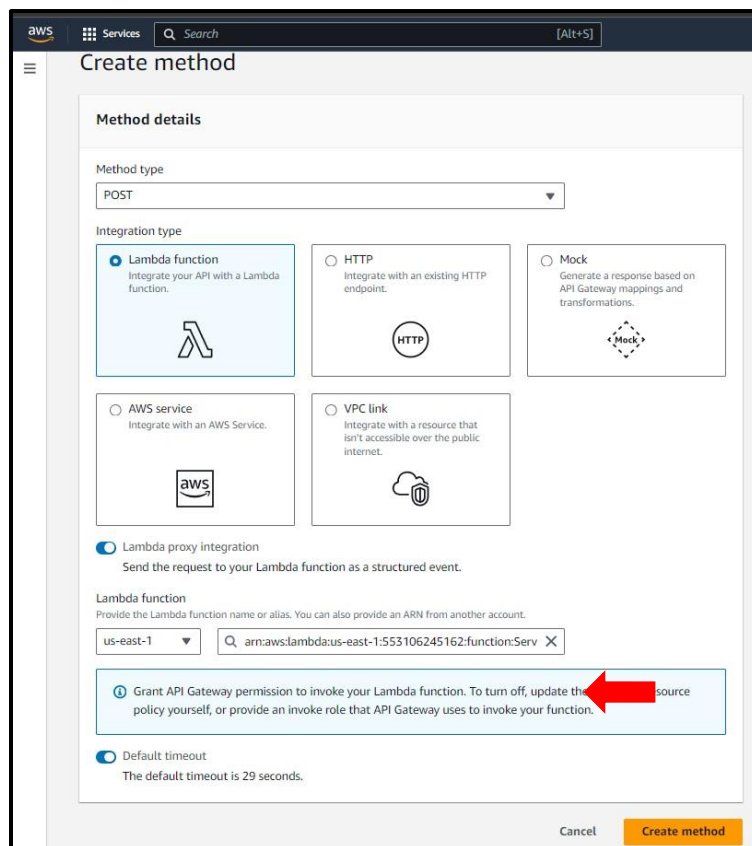 aws
Services
Search
[Alt+S]
Create method
Method details
Method type
POST
Integration type
Lambda function
Integrate your API with a Lambda
function.
HTTP
Integrate with an existing HTTP
endpoint.
HTTP
Mock
Generate a response based on
API Gateway mappings and
transformations.
Mock
AWS service
Integrate with an AWS Service.
aws
VPC link
Integrate with a resource that
isn't accessible over the public
internet.
Lambda proxy integration
Send the request to your Lambda function as a structured event.
Lambda function
Provide the Lambda function name or alias. You can also provide an ARN from another account.
us-east-1
arn:aws:lambda:us-east-1:553106245162:function:Serv
Grant API Gateway permission to invoke your Lambda function. To turn off, update the source
policy yourself, or provide an invoke role that API Gateway uses to invoke your function.
Default timeout
The default timeout is 29 seconds.
Cancel
Create method